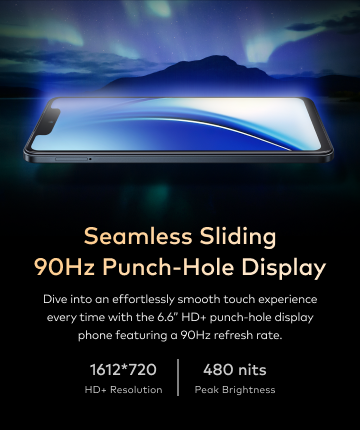 Seamless Sliding
90Hz Punch-Hole Display
Dive into an effortlessly smooth touch experience
every time with the 6.6” HD+ punch-hole display
phone featuring a 90Hz refresh rate.
1612*720
HD+ Resolution
480 nits
Peak Brightness